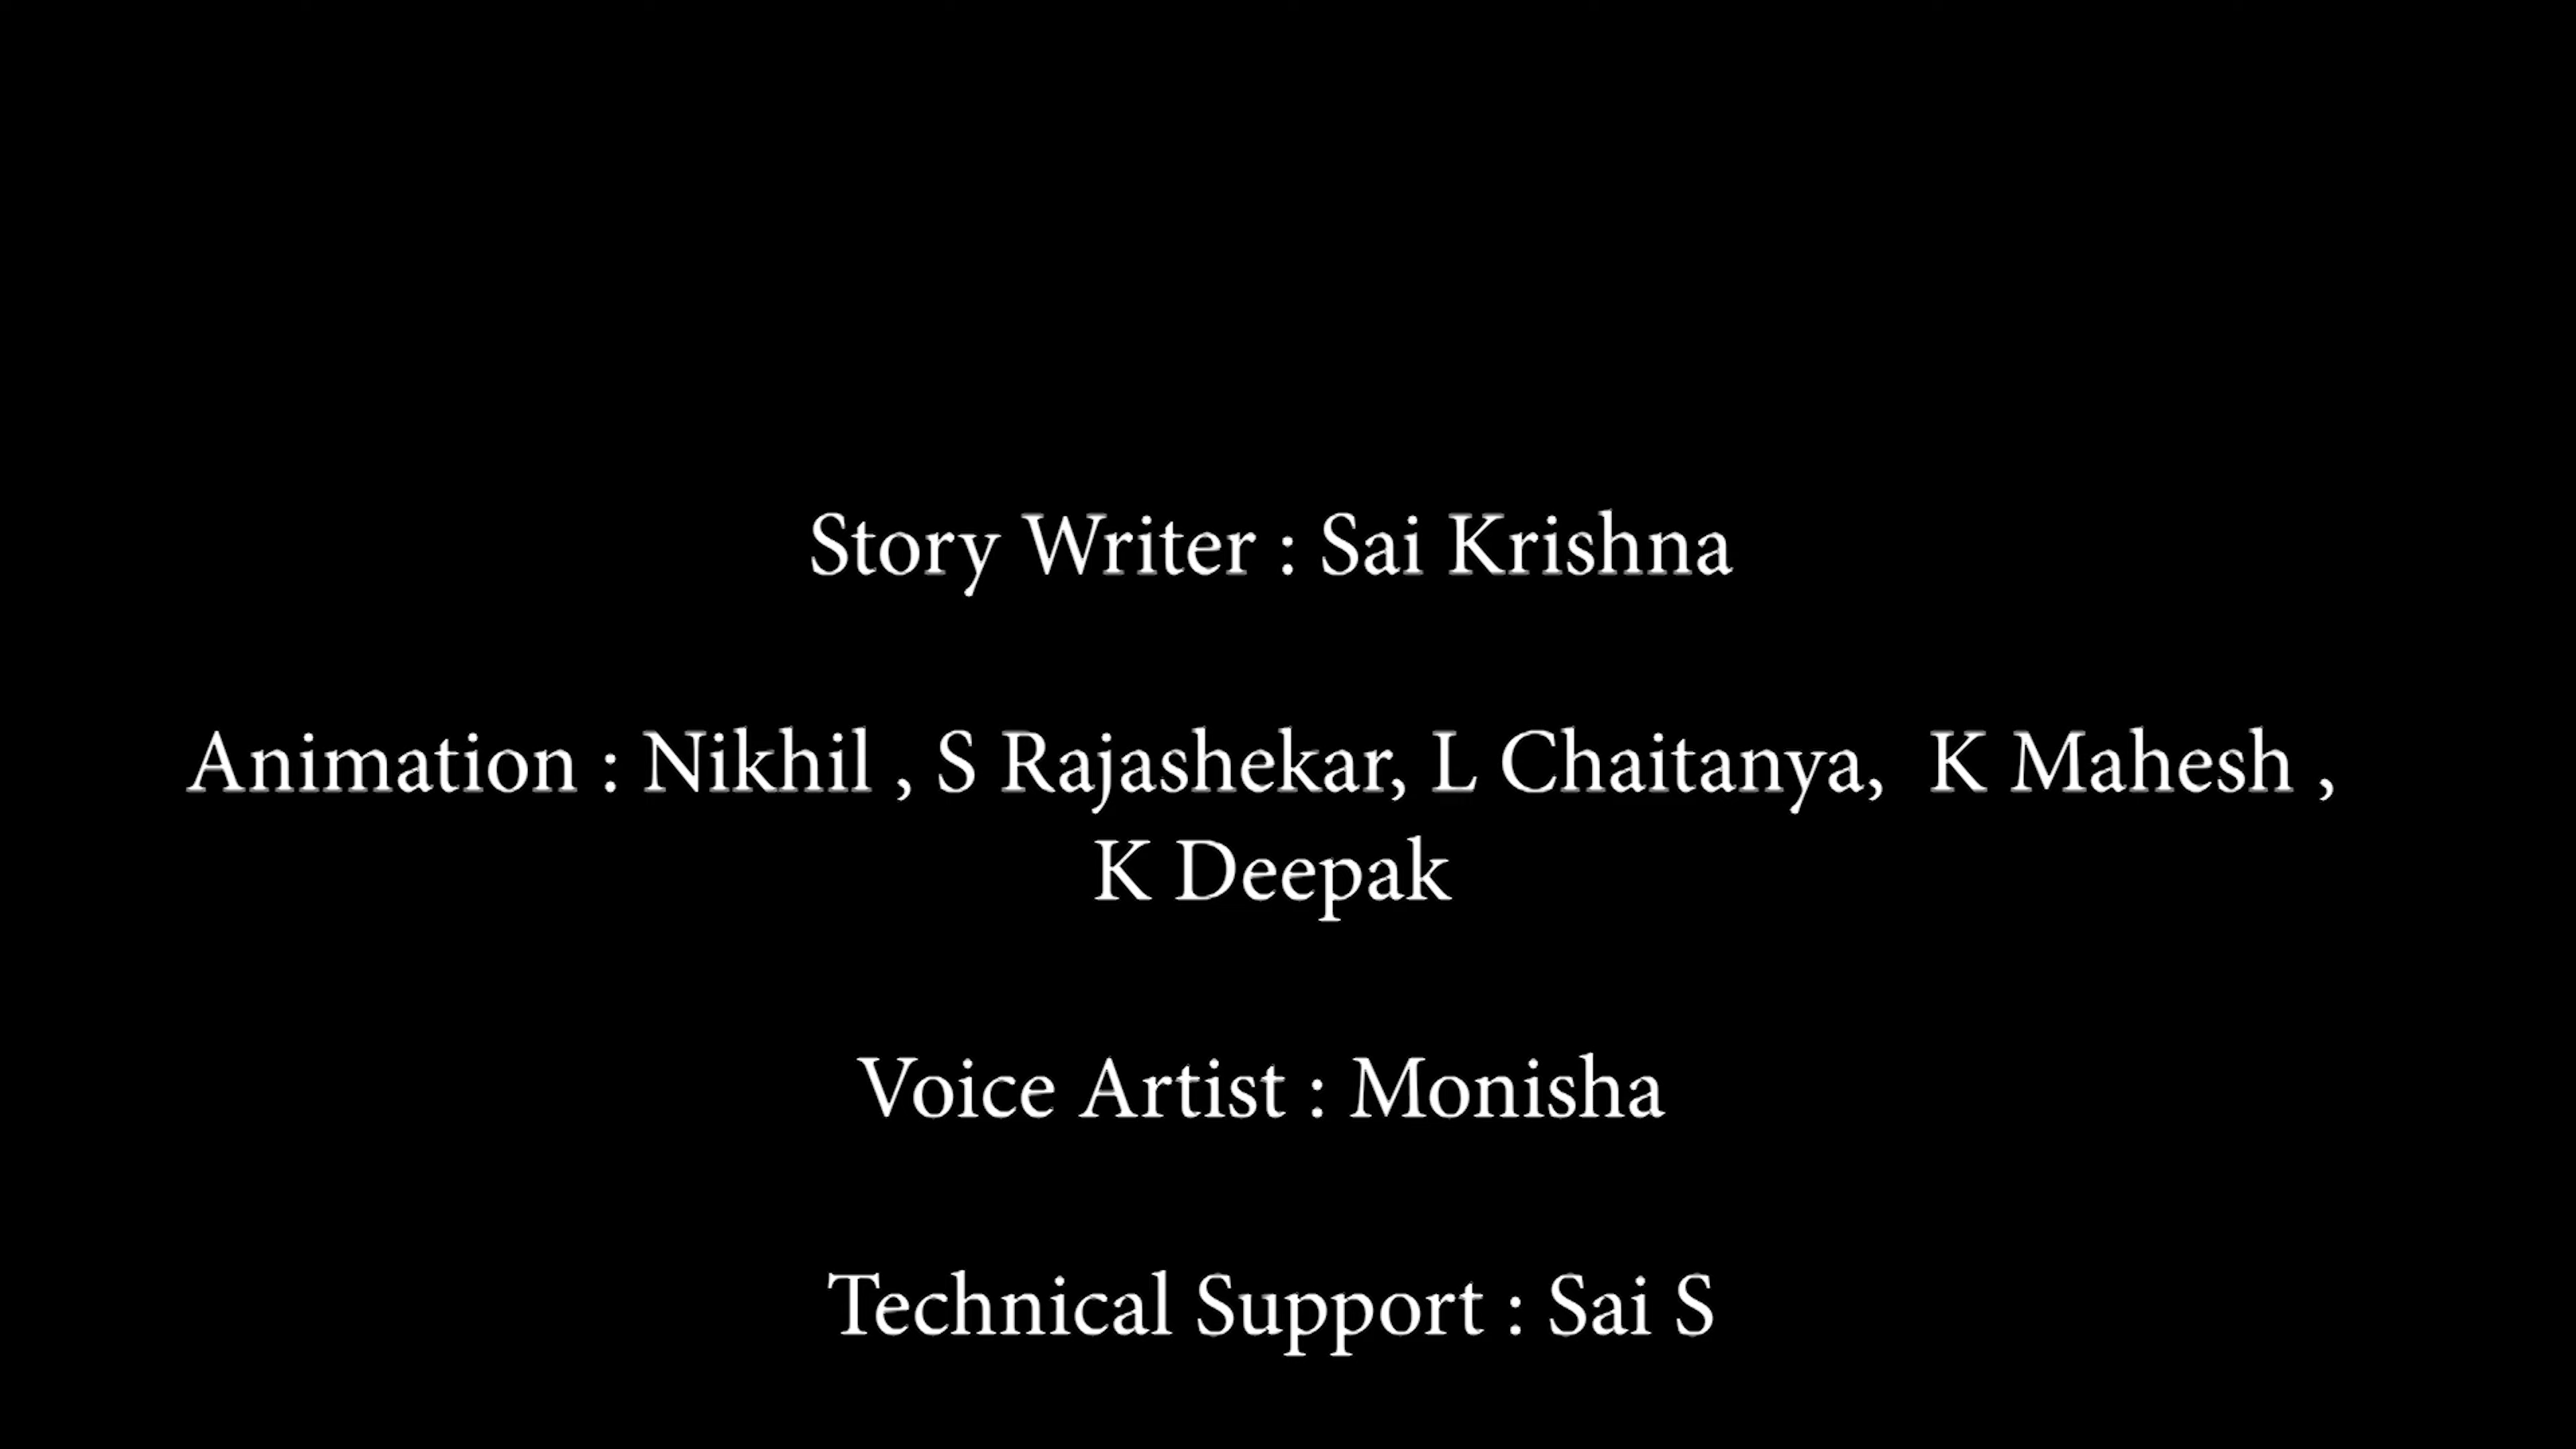 Story Writer : Sai Krishna
Animation : Nikhil , S Rajashekar, L Chaitanya,  K Mahesh ,
K Deepak
Voice Artist : Monisha
Technical Support : Sai S